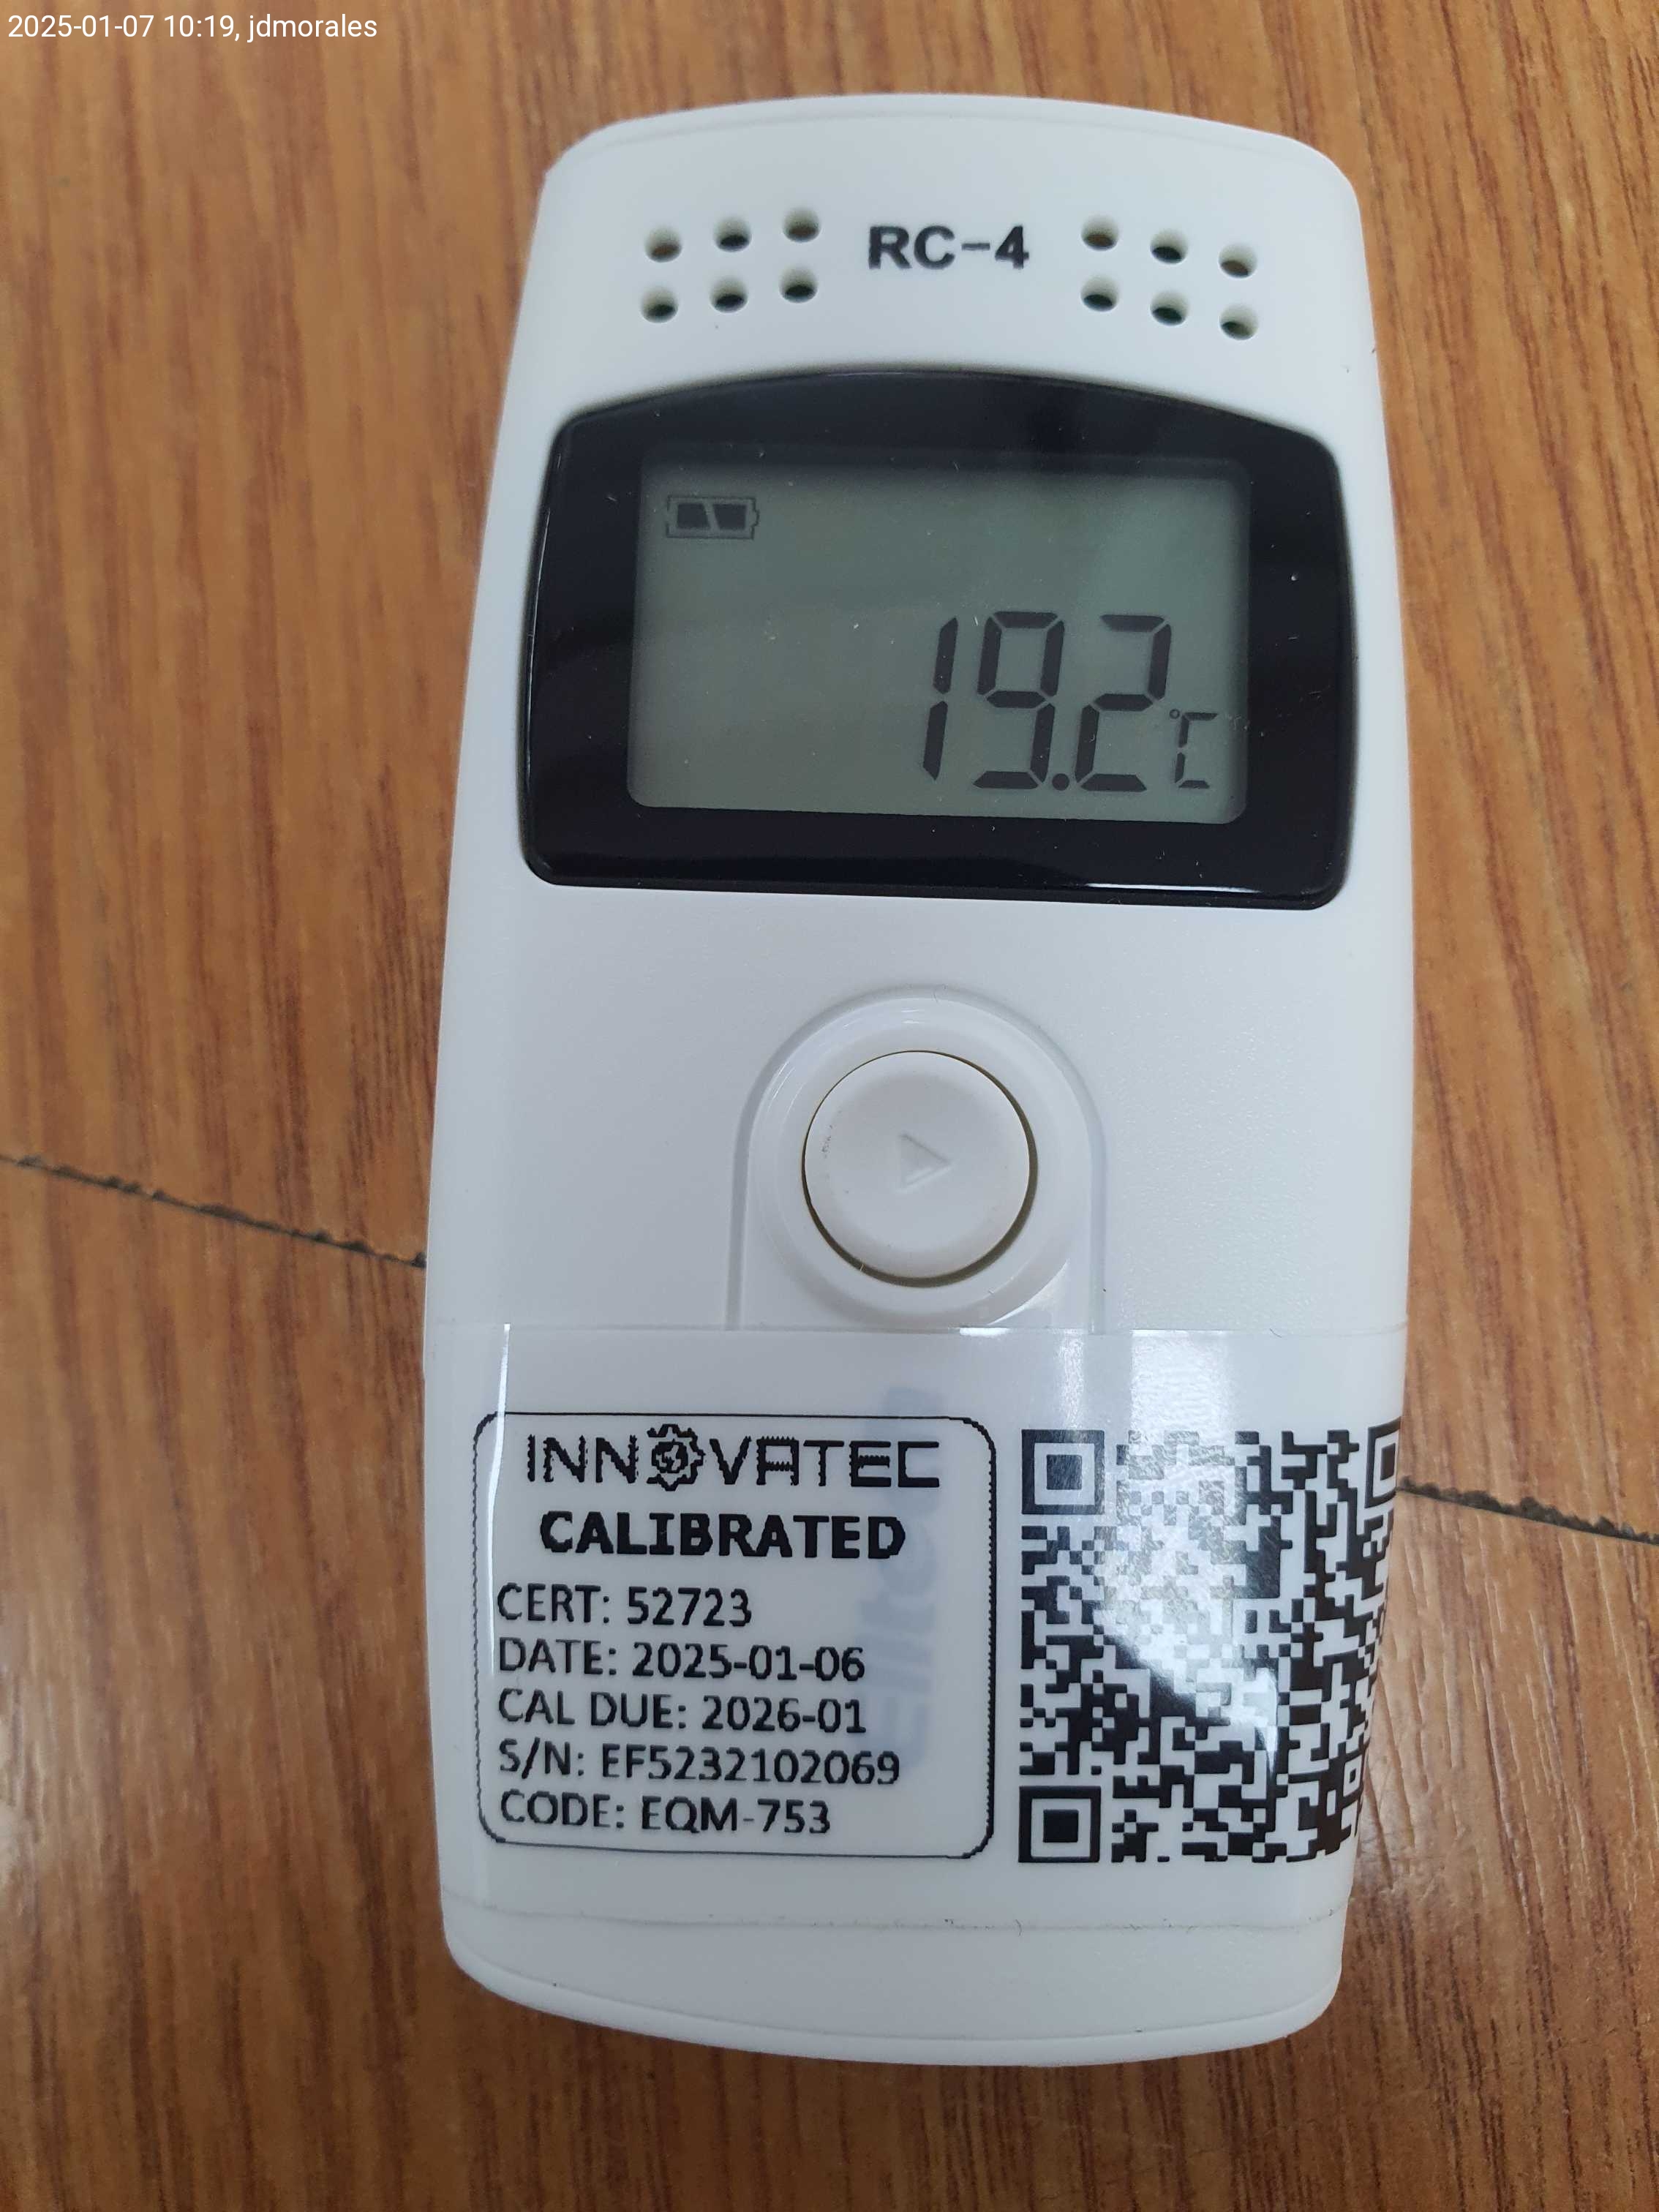 2025-01-07 10:19, jdmorales
RC-4
19.2°C
INNOVATEC
CALIBRATED
CERT: 52723
DATE: 2025-01-06
CAL DUE: 2026-01
S/N: EF5232102069
CODE: EQM-753
Elitech